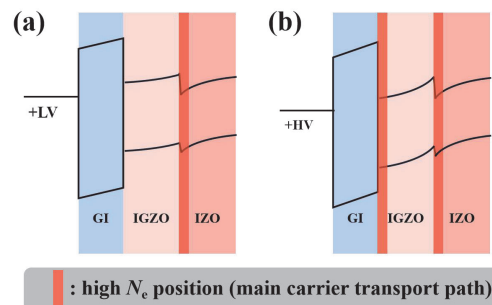 (a)
(b)
+LV
+HV
GI IGZO IZO
GI IGZO IZO
: high Ne position (main carrier transport path)